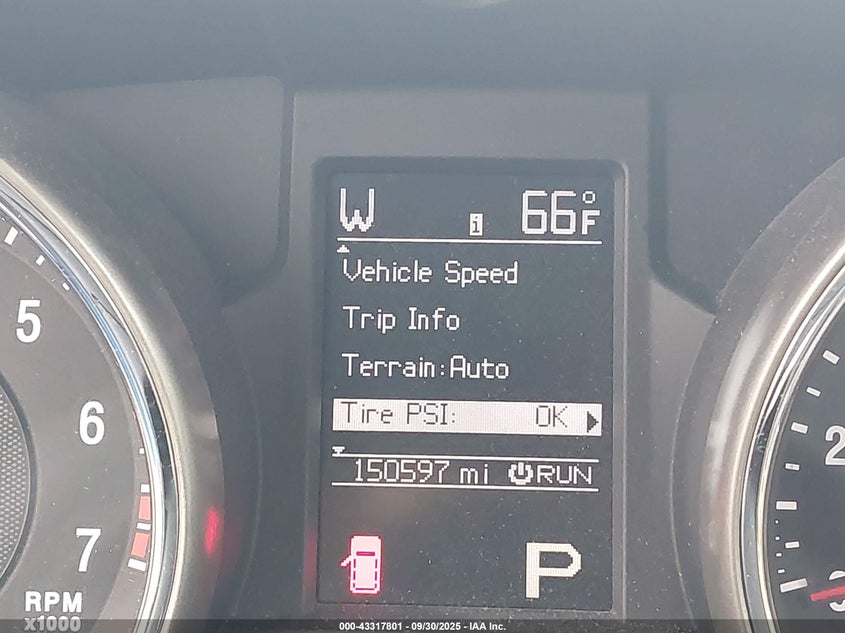 W i 66°F
Vehicle Speed
Trip Info
Terrain:Auto
Tire PSI: OK
150597 mi RUN
P
5
6
7
RPM
x1000
2
000-43317801 - 09/30/2025 - IAA Inc.